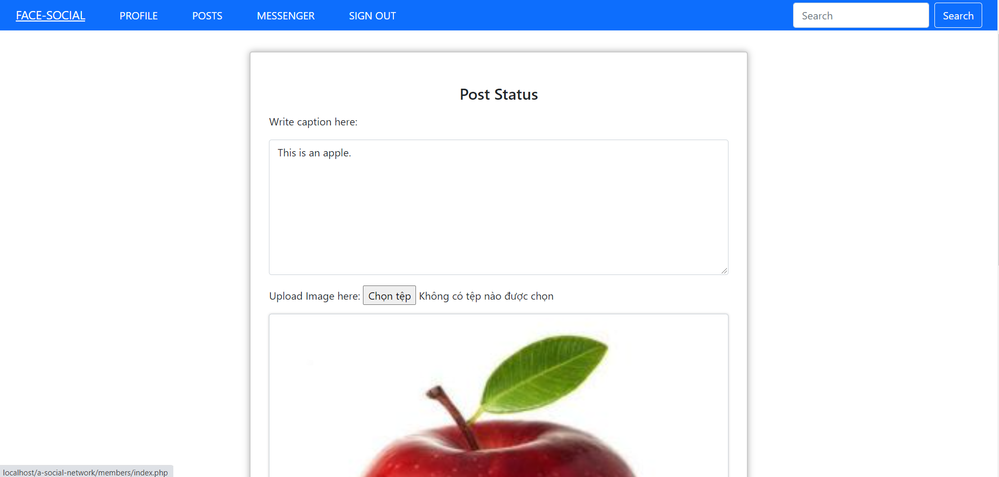 FACE-SOCIAL PROFILE POSTS MESSENGER SIGN OUT Search Search
Post Status
Write caption here:
This is an apple.
Upload Image here: Chọn tệp Không có tệp nào được chọn
localhost/a-social-network/members/index.php